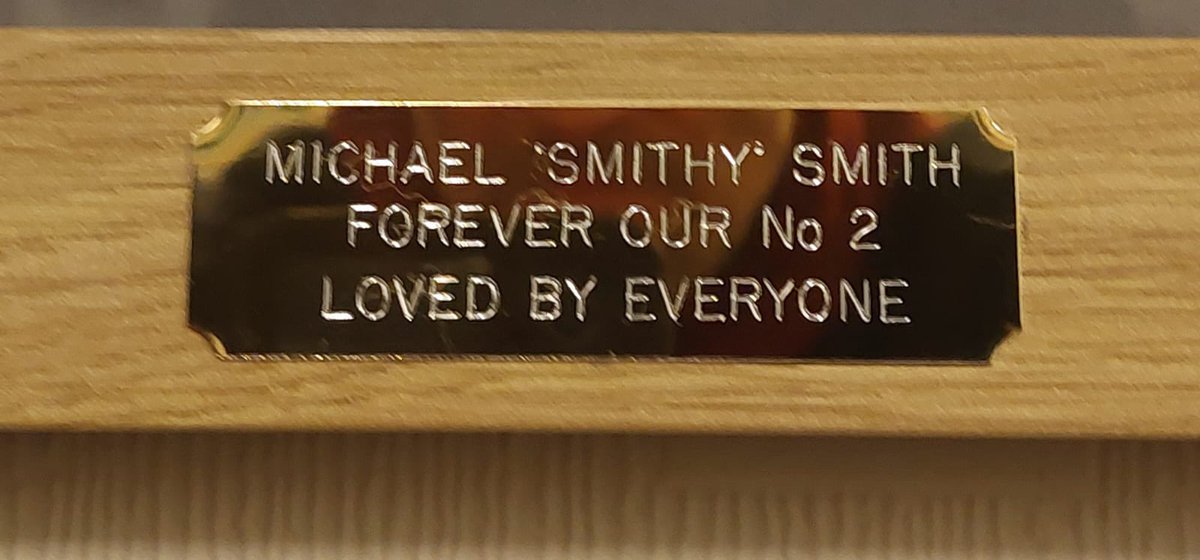 MICHAEL 'SMITHY' SMITH
FOREVER OUR No 2
LOVED BY EVERYONE